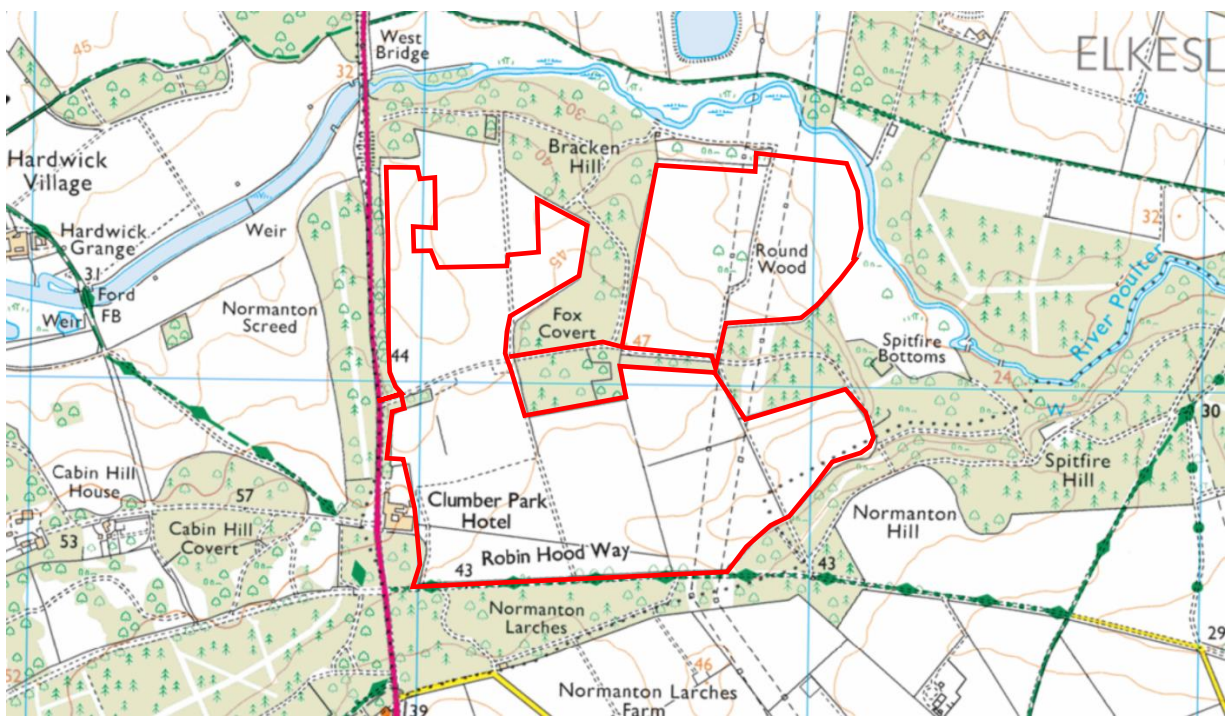 45
West
Bridge
32
ELKESL
30
Bracken
Hill
40
Hardwick
Village
Hardwick
Grange
Weir
31
Ford
FB
Weir
Normanton
Screed
45
Round
Wood
32
River Poulter
Fox
Covert
47
44
Spitfire
Bottoms
24
W
30
Cabin Hill
House
57
53
Cabin Hill
Covert
Clumber Park
Hotel
Spitfire
Hill
Normanton
Hill
Robin Hood Way
43
43
Normanton
Larches
29
52
46
Normanton Larches
Farm
39